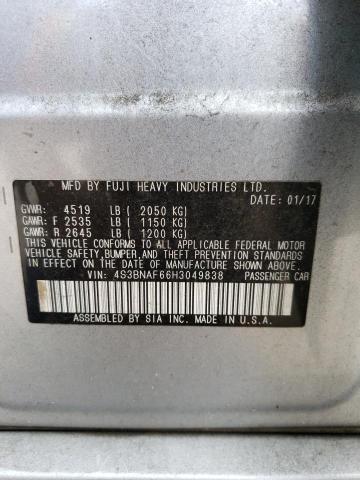 MFD BY FUJI HEAVY INDUSTRIES LTD.
DATE: 01/17
GVWR: 4519 LB ( 2050 KG)
GAWR: F 2535 LB ( 1150 KG)
GAWR: R 2645 LB ( 1200 KG)
THIS VEHICLE CONFORMS TO ALL APPLICABLE FEDERAL MOTOR
VEHICLE SAFETY,BUMPER,AND THEFT PREVENTION STANDARDS
IN EFFECT ON THE DATE OF MANUFACTURE SHOWN ABOVE.
VIN: 4S3BNAF66H3049838 PASSENGER CAR
ASSEMBLED BY SIA INC. MADE IN U.S.A.